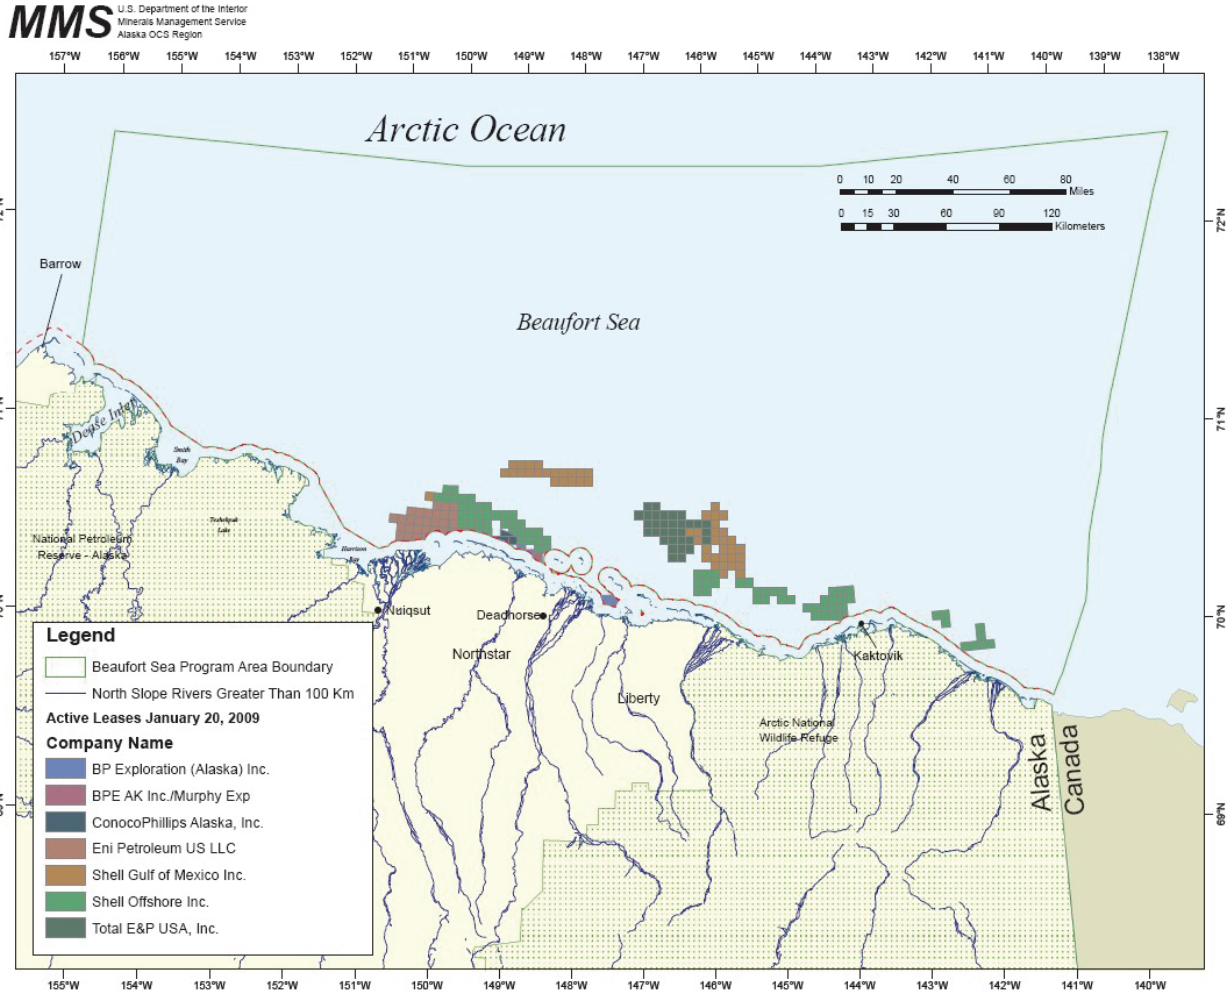 MMS
U.S. Department of the Interior
Minerals Management Service
Alaska OCS Region
157°W 156°W 155°W 154°W 153°W 152°W 151°W 150°W 149°W 148°W 147°W 146°W 145°W 144°W 143°W 142°W 141°W 140°W 139°W 138°W
Arctic Ocean
0 10 20 40 60 80
Miles
0 15 30 60 90 120
Kilometers
72°N
Barrow
Beaufort Sea
71°N
Dease Inlet
Smith
Bay
Teshekpuk
Lake
National Petroleum
Reserve - Alaska
Harrison
Bay
Nuiqsut
Deadhorse
70°N
Northstar
Kaktovik
Liberty
Arctic National
Wildlife Refuge
Alaska
Canada
69°N
Legend
Beaufort Sea Program Area Boundary
North Slope Rivers Greater Than 100 Km
Active Leases January 20, 2009
Company Name
BP Exploration (Alaska) Inc.
BPE AK Inc./Murphy Exp
ConocoPhillips Alaska, Inc.
Eni Petroleum US LLC
Shell Gulf of Mexico Inc.
Shell Offshore Inc.
Total E&P USA, Inc.
155°W 154°W 153°W 152°W 151°W 150°W 149°W 148°W 147°W 146°W 145°W 144°W 143°W 142°W 141°W 140°W